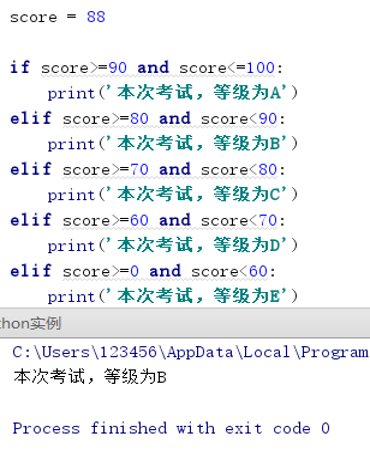 score = 88
if score>=90 and score<=100:
print('本次考试，等级为A')
elif score>=80 and score<90:
print('本次考试，等级为B')
elif score>=70 and score<80:
print('本次考试，等级为C')
elif score>=60 and score<70:
print('本次考试，等级为D')
elif score>=0 and score<60:
print('本次考试，等级为E')
thon实例
C:\Users\123456\AppData\Local\Program
本次考试，等级为B
Process finished with exit code 0